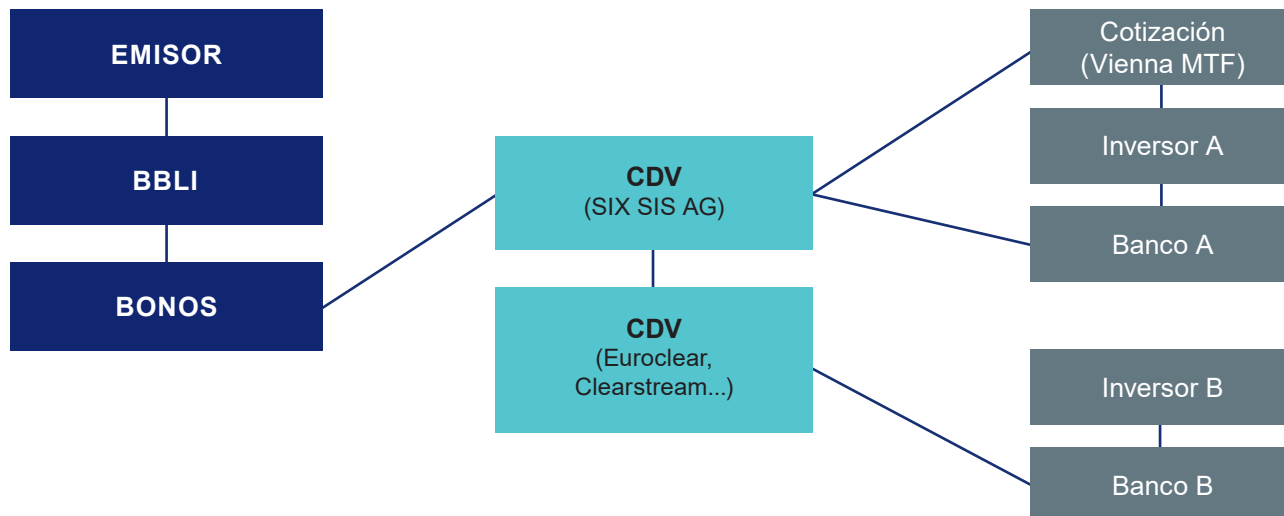 EMISOR
BBLI
BONOS
CDV
(SIX SIS AG)
CDV
(Euroclear,
Clearstream...)
Cotización
(Vienna MTF)
Inversor A
Banco A
Inversor B
Banco B